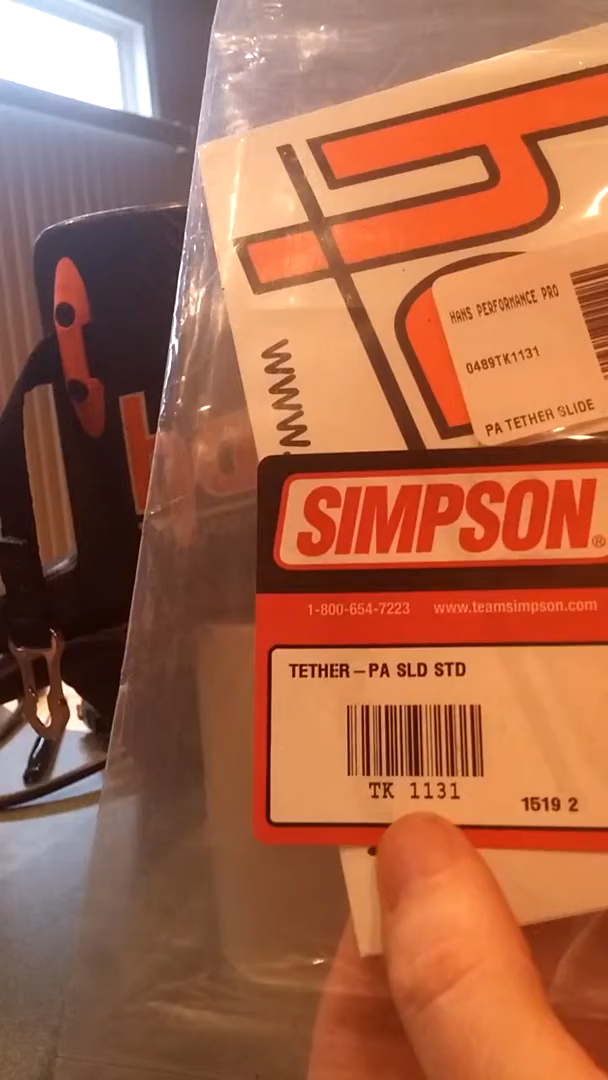 HANS PERFORMANCE PRO
0489TK1131
PA TETHER SLIDE
SIMPSON®
1-800-654-7223 www.teamsimpson.com
TETHER-PA SLD STD
TK 1131
1519 2